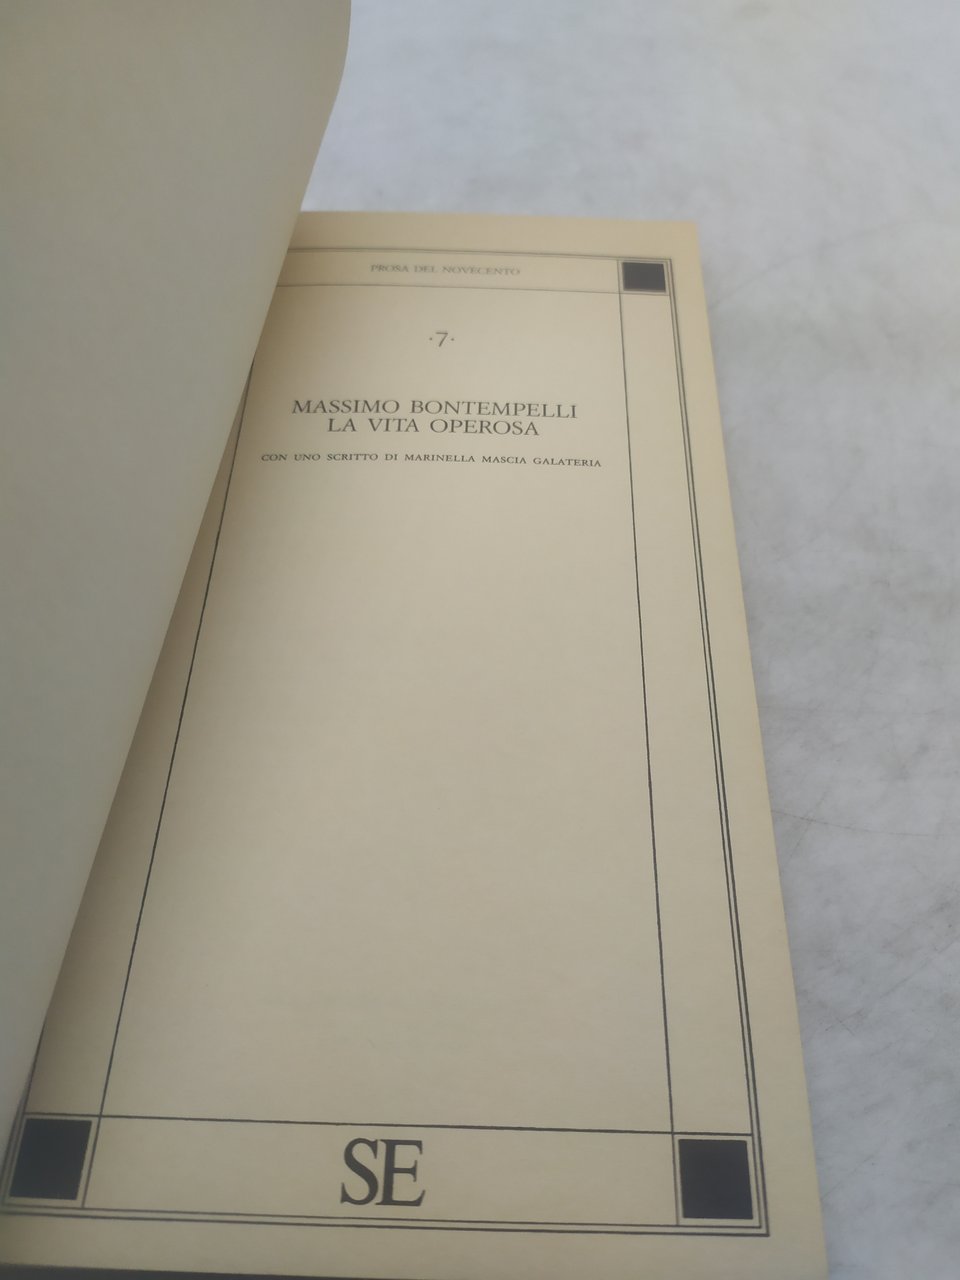 PROSA DEL NOVECENTO
·7·
MASSIMO BONTEMPELLI
LA VITA OPEROSA
CON UNO SCRITTO DI MARINELLA MASCIA GALATERIA
SE